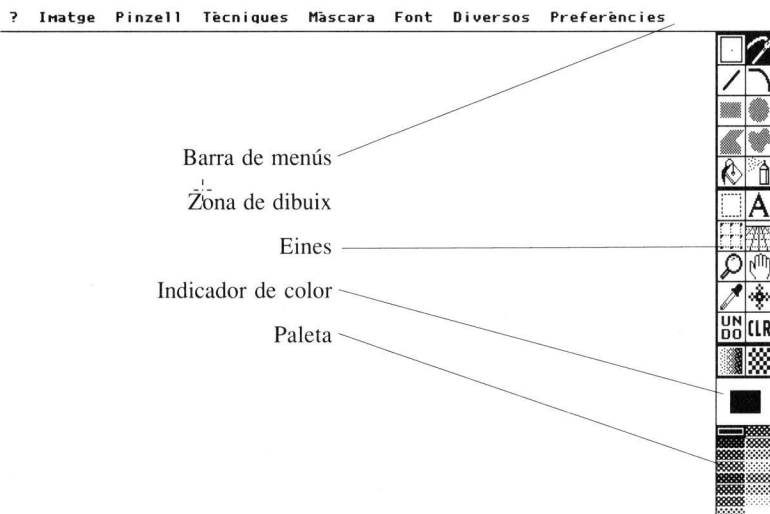 ? Imatge Pinzell Tècniques Màscara Font Diversos Preferències
Barra de menús
Zona de dibuix
Eines
Indicador de color
Paleta
A
UN
DO CLR